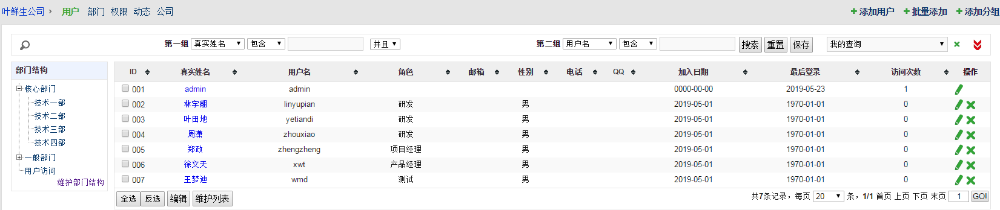 叶鲜生公司 › 用户 部门 权限 动态 公司 添加用户 批量添加 添加分组
第一组 真实姓名 包含 并且 第二组 用户名 包含 搜索 重置 保存 我的查询
部门结构
核心部门
技术一部
技术二部
技术三部
技术四部
一般部门
用户访问
维护部门结构
ID 真实姓名 用户名 角色 邮箱 性别 电话 QQ 加入日期 最后登录 访问次数 操作
001 admin admin 0000-00-00 2019-05-23 1
002 林宇翩 linyupian 研发 男 2019-05-01 1970-01-01 0
003 叶田地 yetiandi 研发 男 2019-05-01 1970-01-01 0
004 周萧 zhouxiao 研发 男 2019-05-01 1970-01-01 0
005 郑政 zhengzheng 项目经理 男 2019-05-01 1970-01-01 0
006 徐文天 xwt 产品经理 男 2019-05-01 1970-01-01 0
007 王梦迪 wmd 测试 男 2019-05-01 1970-01-01 0
全选 反选 编辑 维护列表 共7条记录，每页 20 条，1/1 首页 上页 下页 末页 1 GO!